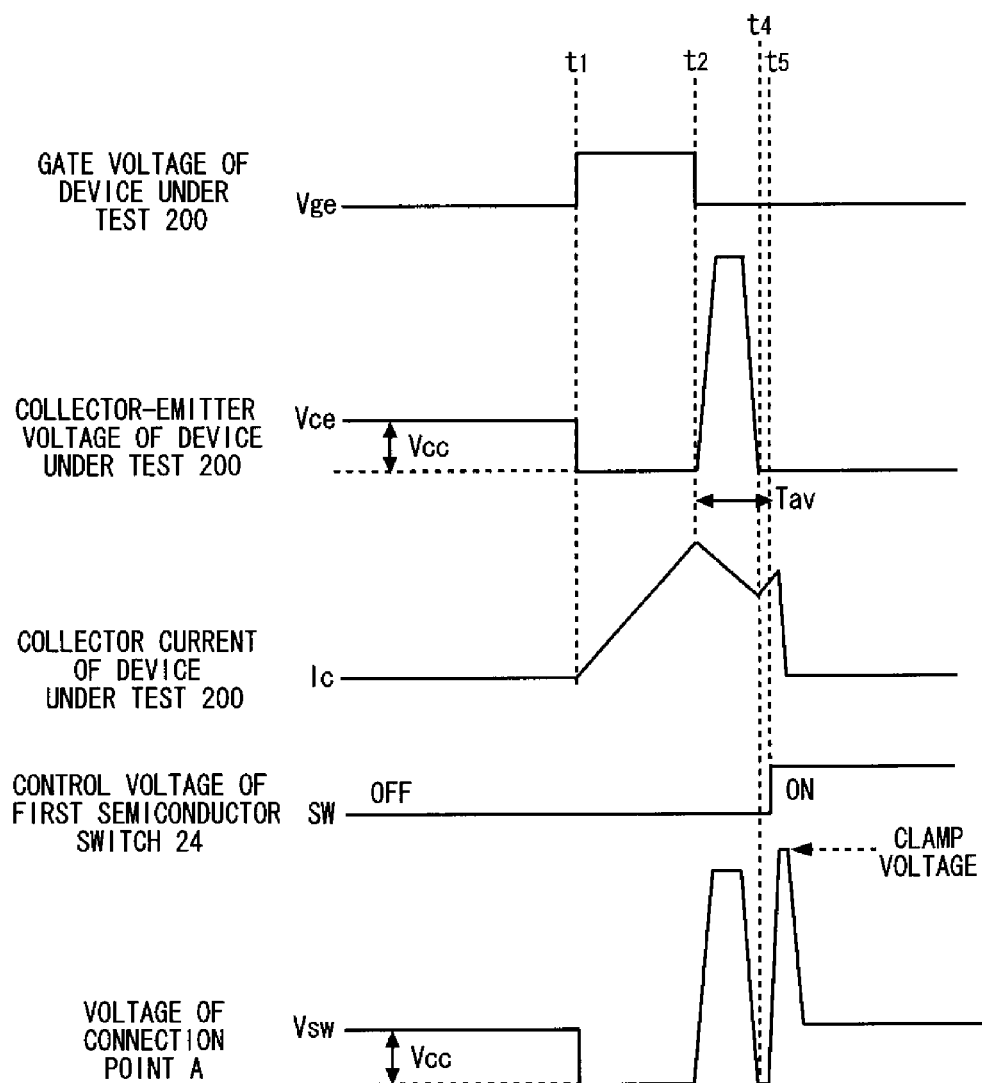 t4
t1
t2
t5
GATE VOLTAGE OF
DEVICE UNDER
TEST 200
Vge
COLLECTOR-EMITTER
VOLTAGE OF DEVICE
UNDER TEST 200
Vce
Vcc
Tav
COLLECTOR CURRENT
OF DEVICE
UNDER TEST 200
Ic
CONTROL VOLTAGE OF
FIRST SEMICONDUCTOR
SWITCH 24
SW
OFF
ON
CLAMP
VOLTAGE
VOLTAGE OF
CONNECTION
POINT A
Vsw
Vcc